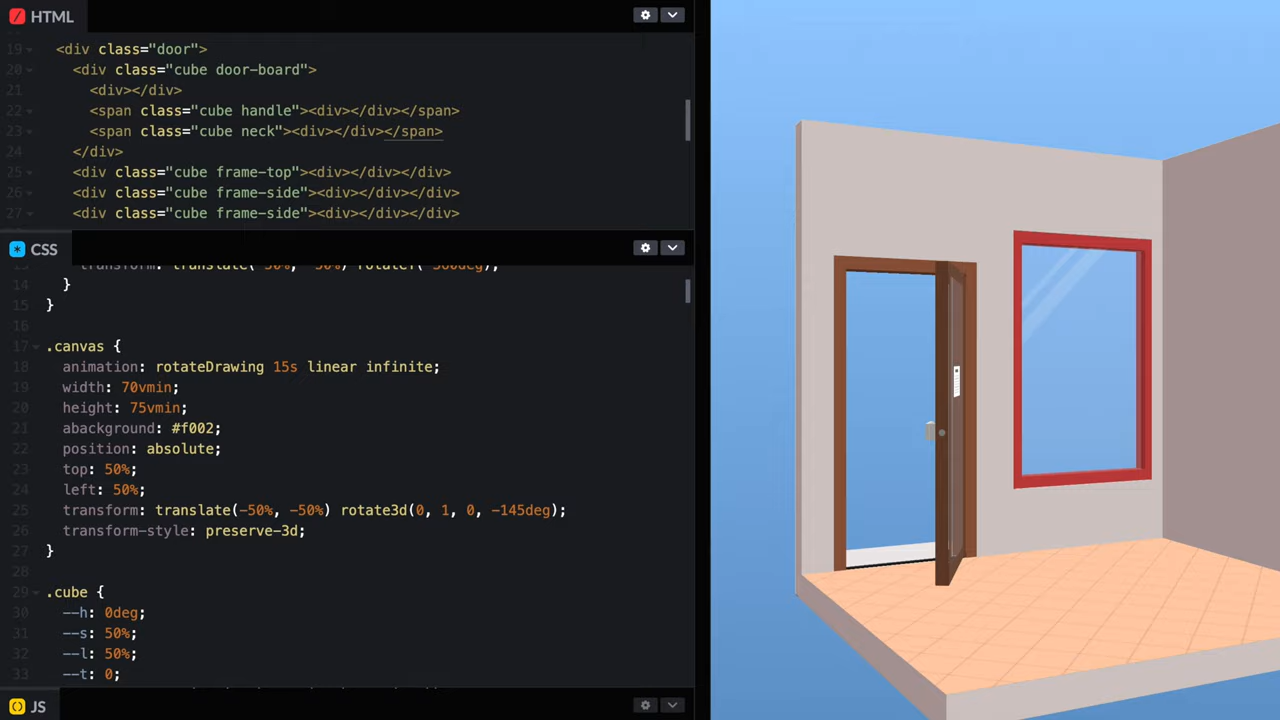 HTML
19 <div class="door">
20 <div class="cube door-board">
21 <div></div>
22 <span class="cube handle"><div></div></span>
23 <span class="cube neck"><div></div></span>
24 </div>
25 <div class="cube frame-top"><div></div></div>
26 <div class="cube frame-side"><div></div></div>
27 <div class="cube frame-side"><div></div></div>
CSS
14 }
15 }
16
17 .canvas {
18 animation: rotateDrawing 15s linear infinite;
19 width: 70vmin;
20 height: 75vmin;
21 abackground: #f002;
22 position: absolute;
23 top: 50%;
24 left: 50%;
25 transform: translate(-50%, -50%) rotate3d(0, 1, 0, -145deg);
26 transform-style: preserve-3d;
27 }
28
29 .cube {
30 --h: 0deg;
31 --s: 50%;
32 --l: 50%;
33 --t: 0;
JS